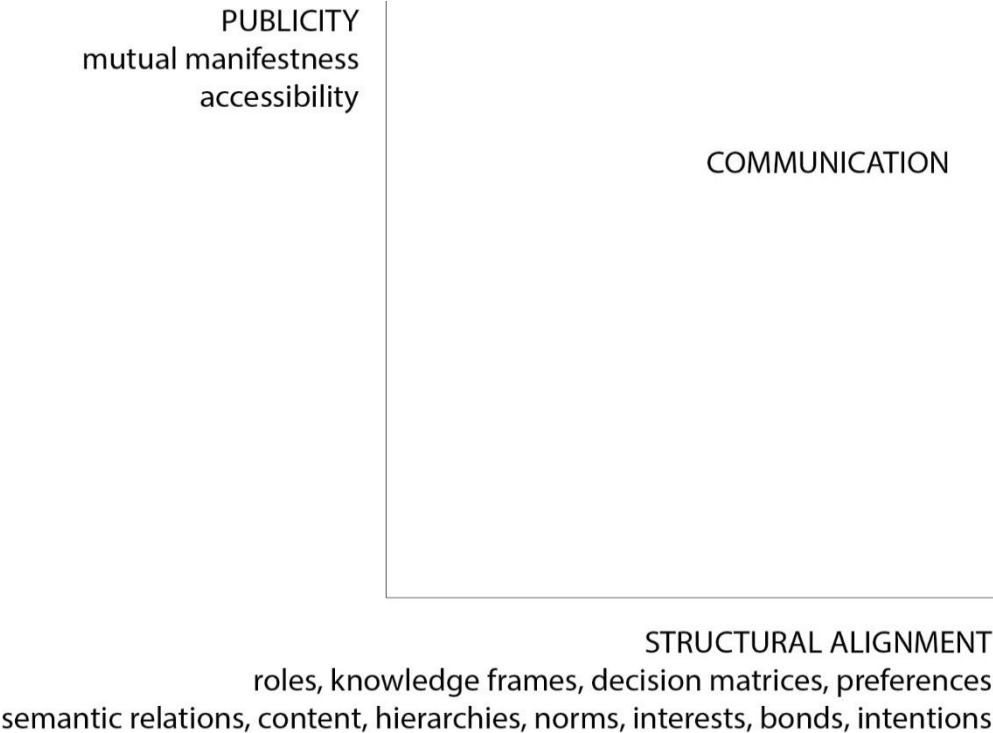 PUBLICITY
mutual manifestness
accessibility
COMMUNICATION
STRUCTURAL ALIGNMENT
roles, knowledge frames, decision matrices, preferences
semantic relations, content, hierarchies, norms, interests, bonds, intentions